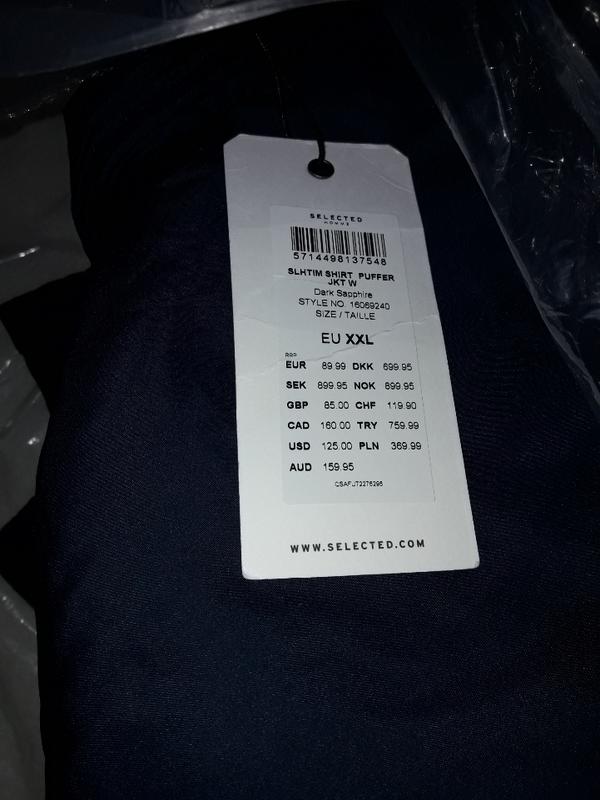 SELECTED
HOMME
5714498137548
SLHTIM SHIRT PUFFER
JKT W
Dark Sapphire
STYLE NO. 16069240
SIZE / TAILLE
EU XXL
RRP
EUR 89.99 DKK 699.95
SEK 899.95 NOK 899.95
GBP 85.00 CHF 119.90
CAD 160.00 TRY 759.99
USD 125.00 PLN 369.99
AUD 159.95
CSAFU72276296
WWW.SELECTED.COM